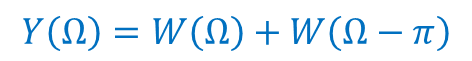 Y(Ω) = W(Ω) + W(Ω − π)